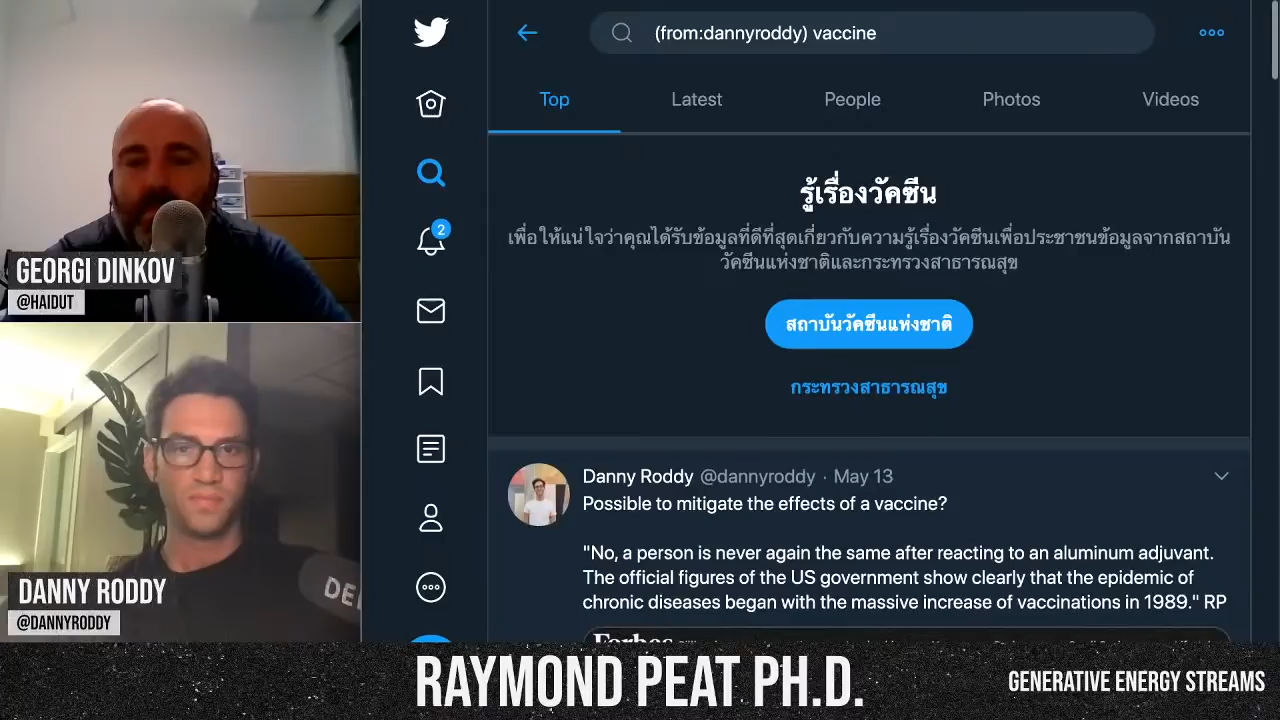 (from:dannyroddy) vaccine
Top
Latest
People
Photos
Videos
2
รู้เรื่องวัคซีน
เพื่อให้แน่ใจว่าคุณได้รับข้อมูลที่ดีที่สุดเกี่ยวกับความรู้เรื่องวัคซีนเพื่อประชาชนข้อมูลจากสถาบัน
วัคซีนแห่งชาติและกระทรวงสาธารณสุข
สถาบันวัคซีนแห่งชาติ
กระทรวงสาธารณสุข
Danny Roddy @dannyroddy · May 13
Possible to mitigate the effects of a vaccine?
"No, a person is never again the same after reacting to an aluminum adjuvant.
The official figures of the US government show clearly that the epidemic of
chronic diseases began with the massive increase of vaccinations in 1989." RP
Forbes
GEORGI DINKOV
@HAIDUT
DANNY RODDY
@DANNYRODDY
RAYMOND PEAT PH.D.
GENERATIVE ENERGY STREAMS